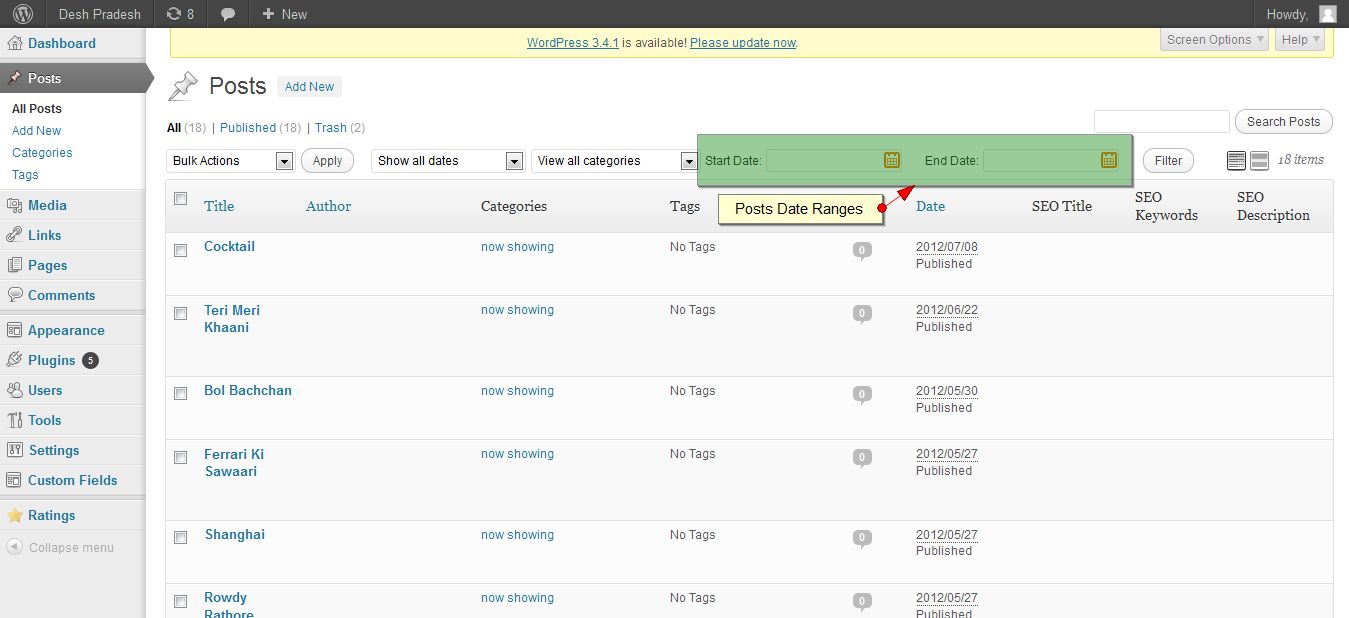 Desh Pradesh 8 New Howdy,
WordPress 3.4.1 is available! Please update now.
Screen Options Help
Dashboard
Posts
All Posts
Add New
Categories
Tags
Media
Links
Pages
Comments
Appearance
Plugins 5
Users
Tools
Settings
Custom Fields
Ratings
Collapse menu
Posts Add New
All (18) | Published (18) | Trash (2)
Search Posts
Bulk Actions Apply Show all dates View all categories Start Date: End Date: Filter 18 items
Posts Date Ranges
Title Author Categories Tags Date SEO Title SEO Keywords SEO Description
Cocktail now showing No Tags 0 2012/07/08
Published
Teri Meri now showing No Tags 0 2012/06/22
Khaani Published
Bol Bachchan now showing No Tags 0 2012/05/30
Published
Ferrari Ki now showing No Tags 0 2012/05/27
Sawaari Published
Shanghai now showing No Tags 0 2012/05/27
Published
Rowdy now showing No Tags 0 2012/05/27
Rathore Published